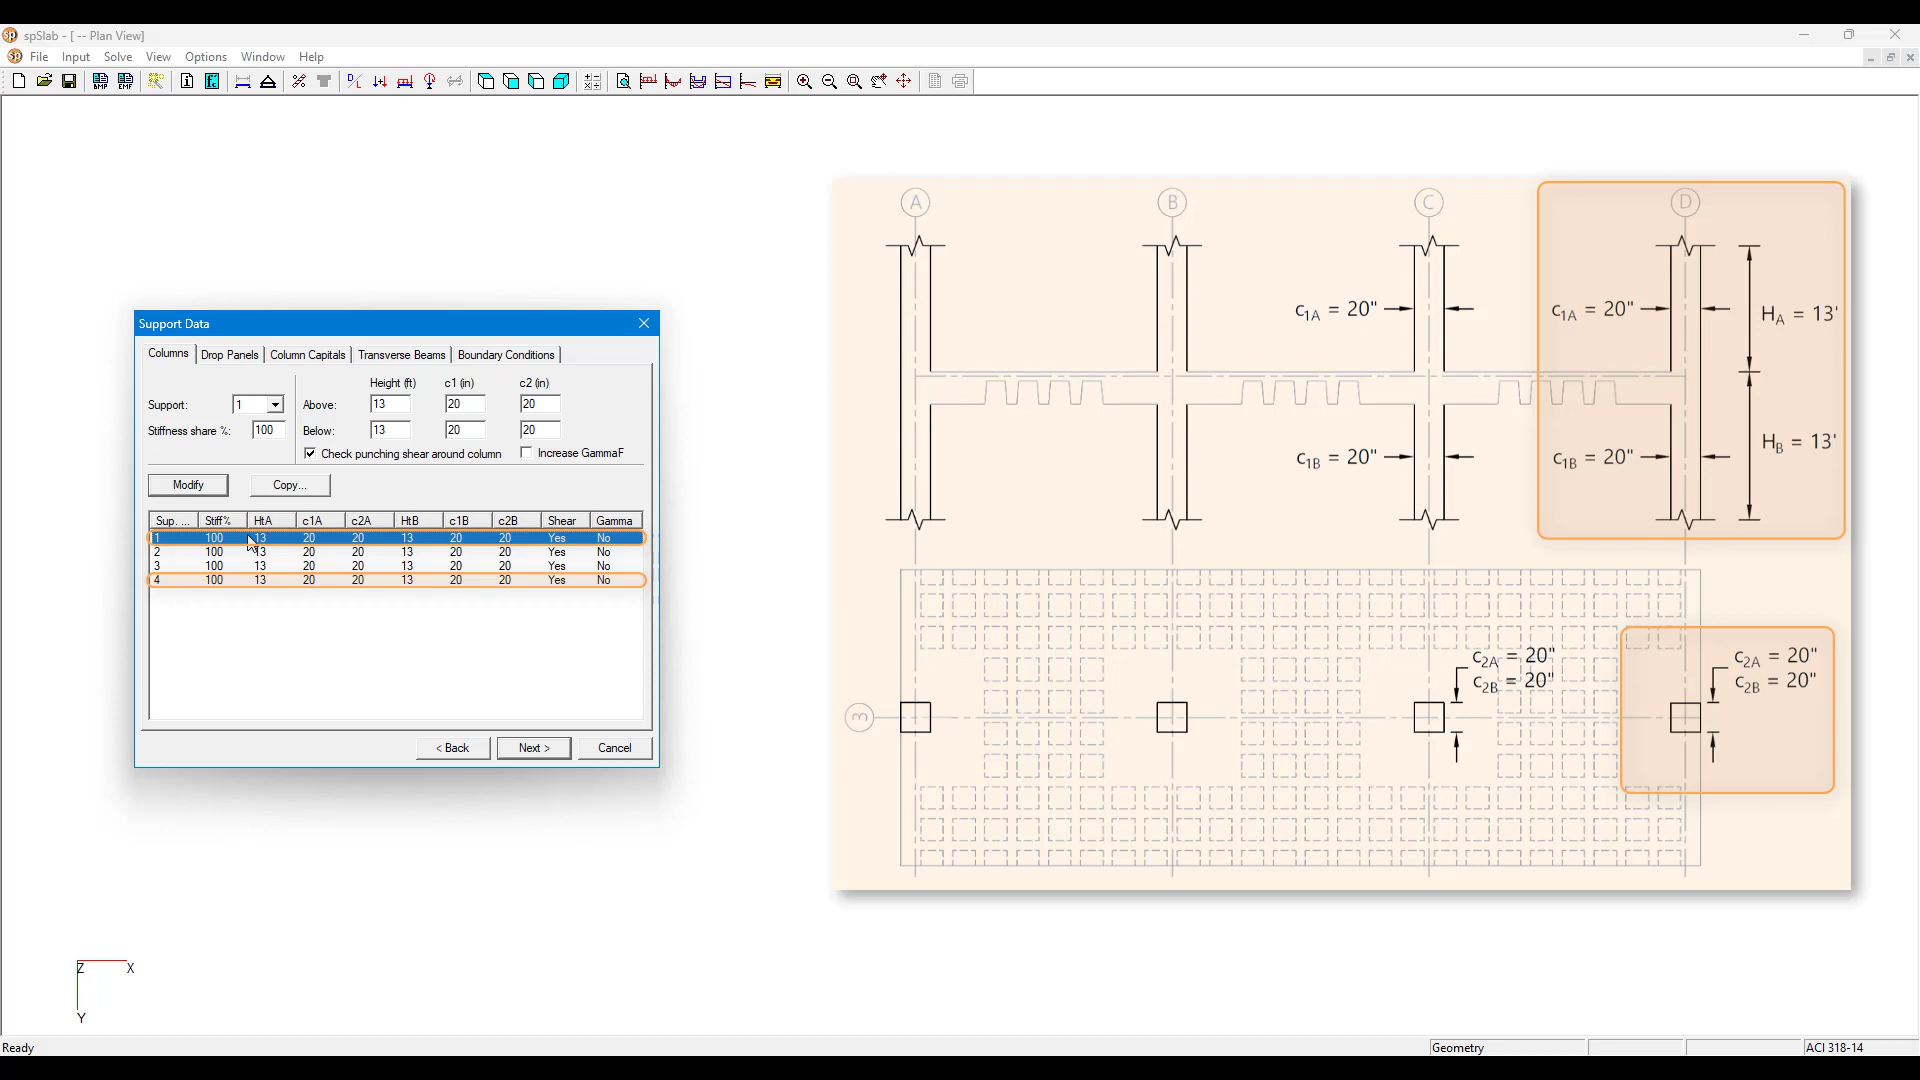 spSlab - [ -- Plan View]
File Input Solve View Options Window Help
Support Data
Columns Drop Panels Column Capitals Transverse Beams Boundary Conditions
Height (ft) c1 (in) c2 (in)
Support: 1 Above: 13 20 20
Stiffness share %: 100 Below: 13 20 20
Check punching shear around column Increase GammaF
Modify Copy...
Sup. ... Stiff% HtA c1A c2A HtB c1B c2B Shear Gamma
1 100 13 20 20 13 20 20 Yes No
2 100 13 20 20 13 20 20 Yes No
3 100 13 20 20 13 20 20 Yes No
4 100 13 20 20 13 20 20 Yes No
< Back Next > Cancel
A B C D
c1A = 20" c1A = 20" HA = 13'
HB = 13'
c1B = 20" c1B = 20"
c2A = 20" c2A = 20"
c2B = 20" c2B = 20"
3
Z X
Y
Ready Geometry ACI 318-14